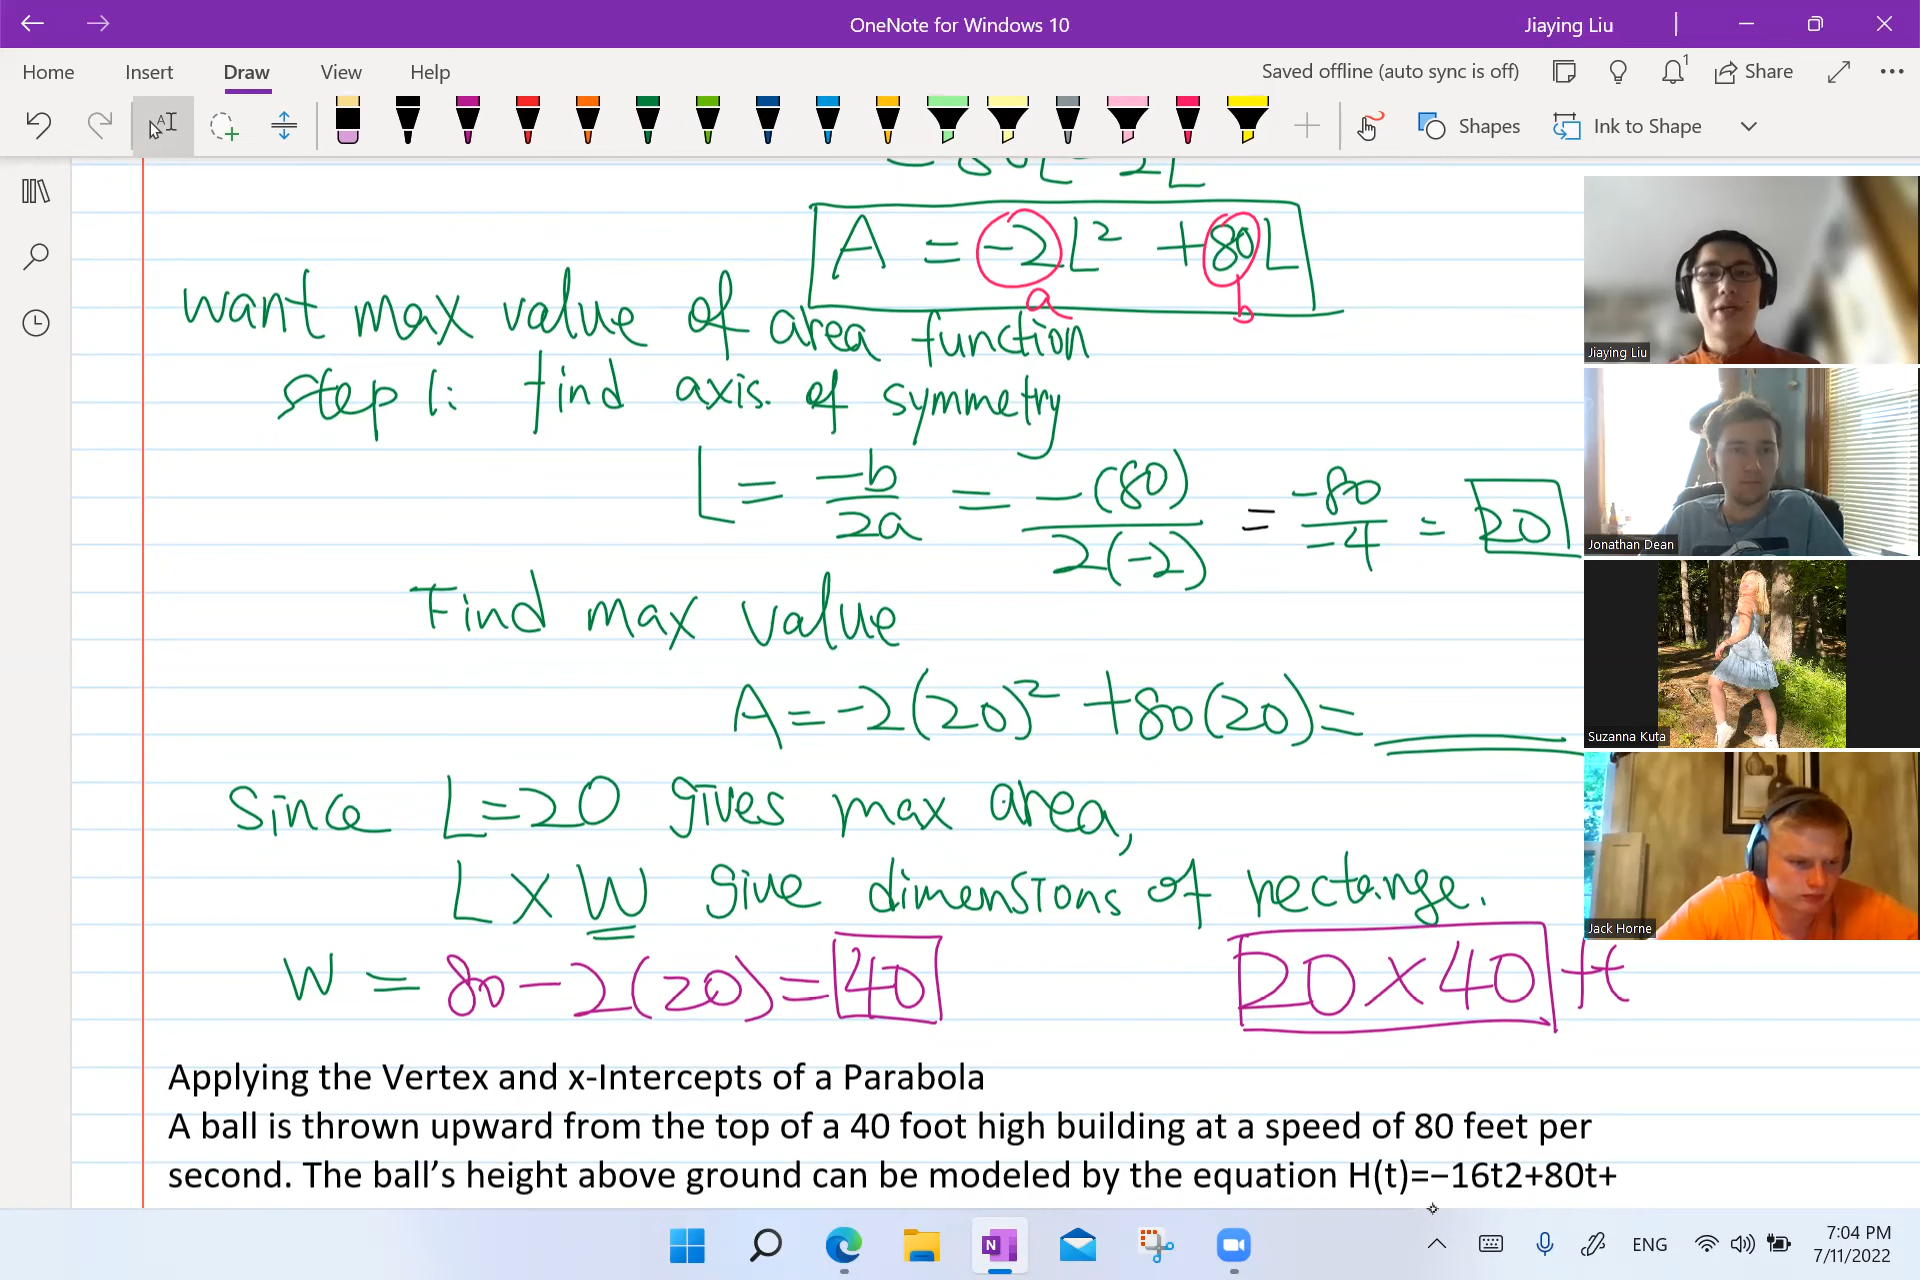 OneNote for Windows 10
Jiaying Liu
Home Insert Draw View Help
Saved offline (auto sync is off)
1
Share
Shapes
Ink to Shape
A = -2L² + 80L
a b
want max value of area function
step 1: find axis of symmetry
L = -b/2a = -(80)/2(-2) = -80/-4 = 20
Find max value
A = -2(20)² + 80(20) =
Since L=20 gives max area,
L X W give dimensions of rectange.
W = 80 - 2(20) = 40
20 X 40 ft
Applying the Vertex and x-Intercepts of a Parabola
A ball is thrown upward from the top of a 40 foot high building at a speed of 80 feet per
second. The ball’s height above ground can be modeled by the equation H(t)=−16t2+80t+
Jiaying Liu
Jonathan Dean
Suzanna Kuta
Jack Horne
ENG
7:04 PM
7/11/2022